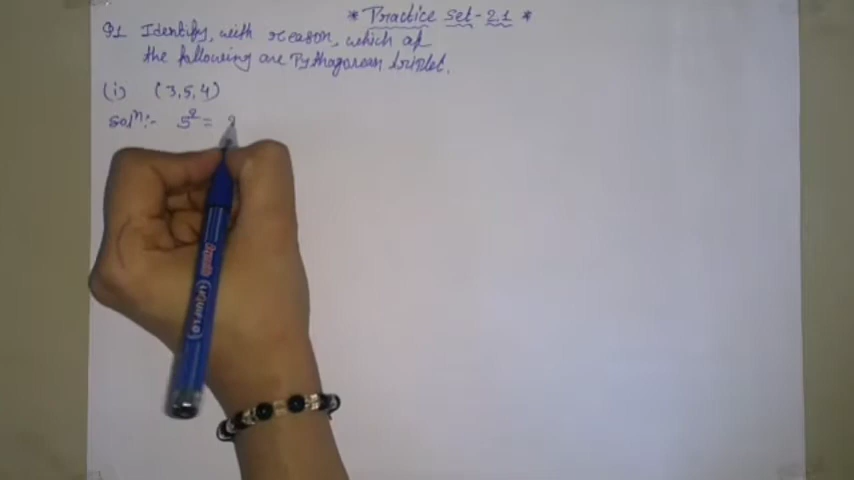 * Practice Set-2.1 *
Q1 Identify, with reason, which of
the following are Pythagorean triplet.
(i) (3,5,4)
Solⁿ:- 5² = 2